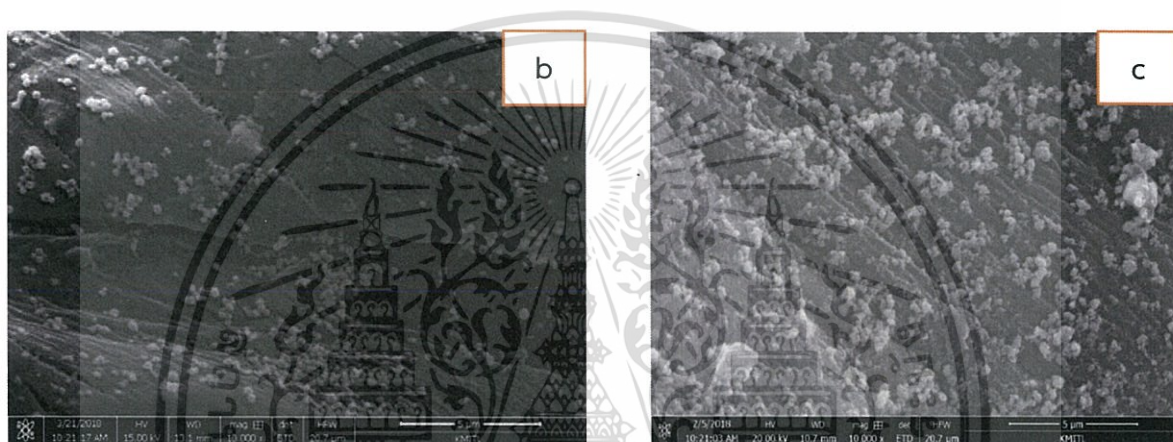 b
c
3/21/2018 HV WD mag det HFW 5 µm
10:21:17 AM 15.00 kV 10 000 x ETD 20.7 µm KMITL
2/5/2018 HV WD mag det HFW 5 µm
10:21:03 AM 20.00 kV 10.7 mm 10 000 x ETD 20.7 µm KMITL